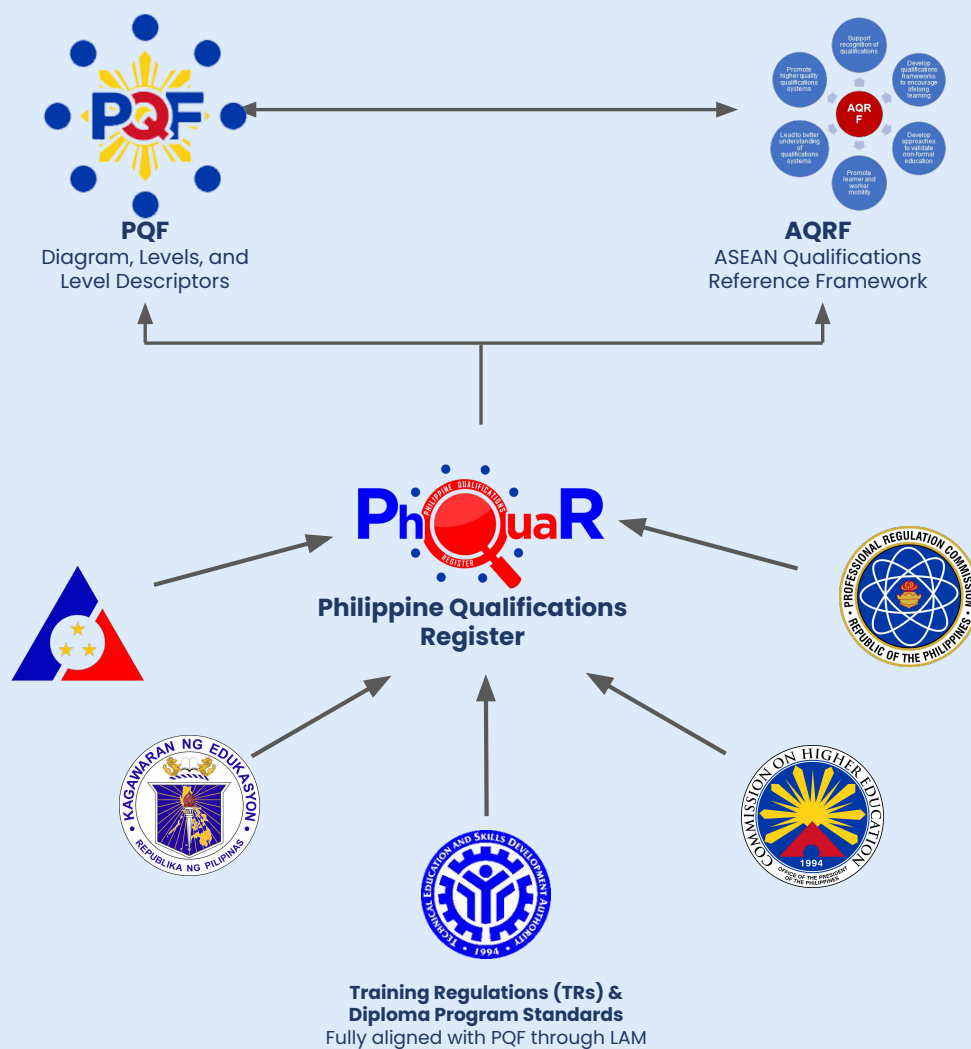 PQF
Support
recognition of
qualifications
Promote
higher quality
qualifications
systems
Develop
qualifications
frameworks
to encourage
lifelong
learning
AQR
F
Lead to better
understanding
of
qualifications
systems
Develop
approaches
to validate
non-formal
education
Promote
learner and
worker
mobility
PQF
Diagram, Levels, and
Level Descriptors
AQRF
ASEAN Qualifications
Reference Framework
PhQuaR
PHILIPPINE QUALIFICATIONS
REGISTER
Philippine Qualifications
Register
PROFESSIONAL REGULATION COMMISSION
REPUBLIC OF THE PHILIPPINES
KAGAWARAN NG EDUKASYON
REPUBLIKA NG PILIPINAS
COMMISSION ON HIGHER EDUCATION
1994
OFFICE OF THE PRESIDENT
OF THE PHILIPPINES
TECHNICAL EDUCATION AND SKILLS DEVELOPMENT AUTHORITY
• 1994 •
Training Regulations (TRs) &
Diploma Program Standards
Fully aligned with PQF through LAM